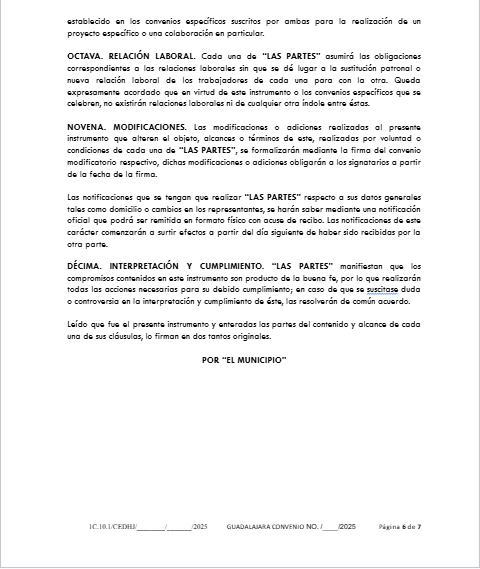 establecido en los convenios específicos suscritos por ambas para la realización de un
proyecto específico o una colaboración en particular.
OCTAVA. RELACIÓN LABORAL. Cada una de "LAS PARTES" asumirá las obligaciones
correspondientes a las relaciones laborales sin que se dé lugar a la sustitución patronal o
nueva relación laboral de los trabajadores de cada una para con la otra. Queda
expresamente acordado que en virtud de este instrumento o los convenios específicos que se
celebren, no existirán relaciones laborales ni de cualquier otra índole entre éstas.
NOVENA. MODIFICACIONES. Las modificaciones o adiciones realizadas al presente
instrumento que alteren el objeto, alcances o términos de este, realizadas por voluntad o
condiciones de cada una de "LAS PARTES", se formalizarán mediante la firma del convenio
modificatorio respectivo, dichas modificaciones o adiciones obligarán a los signatarios a partir
de la fecha de la firma.
Las notificaciones que se tengan que realizar "LAS PARTES" respecto a sus datos generales
tales como domicilio o cambios en los representantes, se harán saber mediante una notificación
oficial que podrá ser remitida en formato físico con acuse de recibo. Las notificaciones de este
carácter comenzarán a surtir efectos a partir del día siguiente de haber sido recibidas por la
otra parte.
DÉCIMA. INTERPRETACIÓN Y CUMPLIMIENTO. "LAS PARTES" manifiestan que los
compromisos contenidos en este instrumento son producto de la buena fe, por lo que realizarán
todas las acciones necesarias para su debido cumplimiento; en caso de que se suscitase duda
o controversia en la interpretación y cumplimiento de éste, las resolverán de común acuerdo.
Leído que fue el presente instrumento y enteradas las partes del contenido y alcance de cada
una de sus cláusulas, lo firman en dos tantos originales.
POR "EL MUNICIPIO"
1C.10.1/CEDHJ/________/_______/2025 GUADALAJARA CONVENIO NO. /____/2025 Página 6 de 7